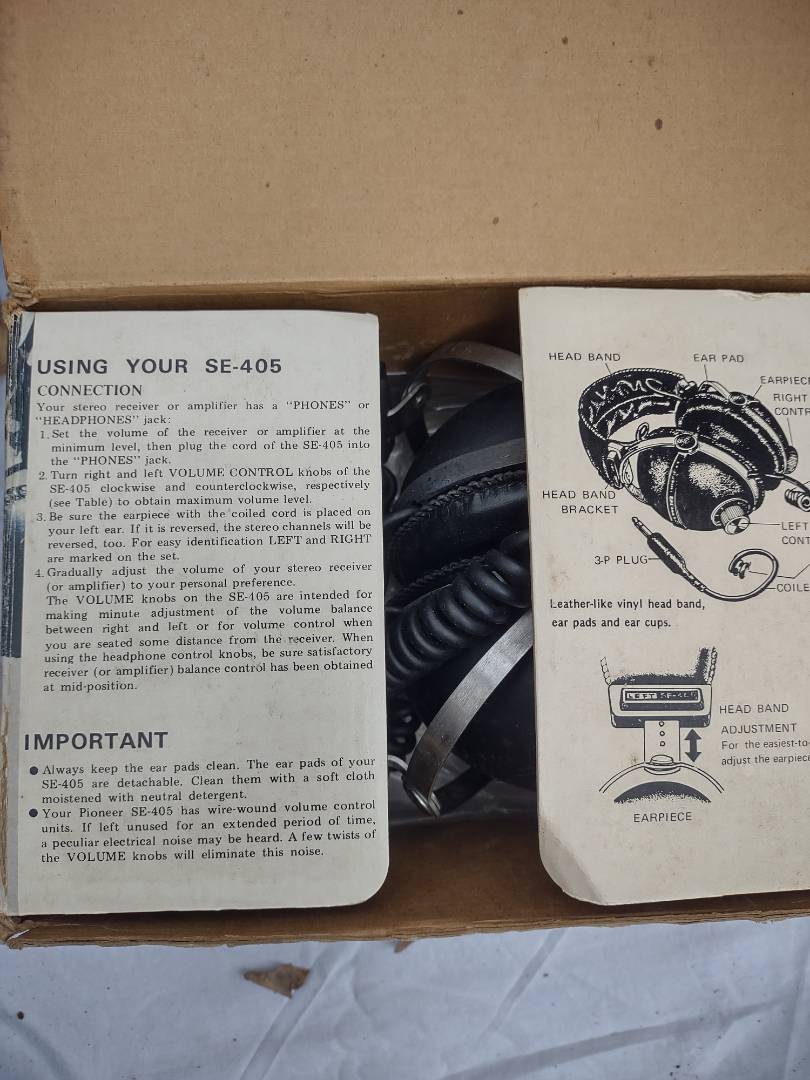 USING YOUR SE-405
CONNECTION
Your stereo receiver or amplifier has a "PHONES" or
"HEADPHONES" jack:
1. Set the volume of the receiver or amplifier at the
minimum level, then plug the cord of the SE-405 into
the "PHONES" jack.
2. Turn right and left VOLUME CONTROL knobs of the
SE-405 clockwise and counterclockwise, respectively
(see Table) to obtain maximum volume level.
3. Be sure the earpiece with the coiled cord is placed on
your left ear. If it is reversed, the stereo channels will be
reversed, too. For easy identification LEFT and RIGHT
are marked on the set.
4. Gradually adjust the volume of your stereo receiver
(or amplifier) to your personal preference.
The VOLUME knobs on the SE-405 are intended for
making minute adjustment of the volume balance
between right and left or for volume control when
you are seated some distance from the receiver. When
using the headphone control knobs, be sure satisfactory
receiver (or amplifier) balance control has been obtained
at mid-position.
IMPORTANT
● Always keep the ear pads clean. The ear pads of your
SE-405 are detachable. Clean them with a soft cloth
moistened with neutral detergent.
● Your Pioneer SE-405 has wire-wound volume control
units. If left unused for an extended period of time,
a peculiar electrical noise may be heard. A few twists of
the VOLUME knobs will eliminate this noise.
HEAD BAND
EAR PAD
EARPIEC
RIGHT
CONTR
HEAD BAND
BRACKET
LEFT
CONT
3-P PLUG
COILE
Leather-like vinyl head band,
ear pads and ear cups.
LEFT SE-405
HEAD BAND
ADJUSTMENT
For the easiest-to-
adjust the earpiece
EARPIECE